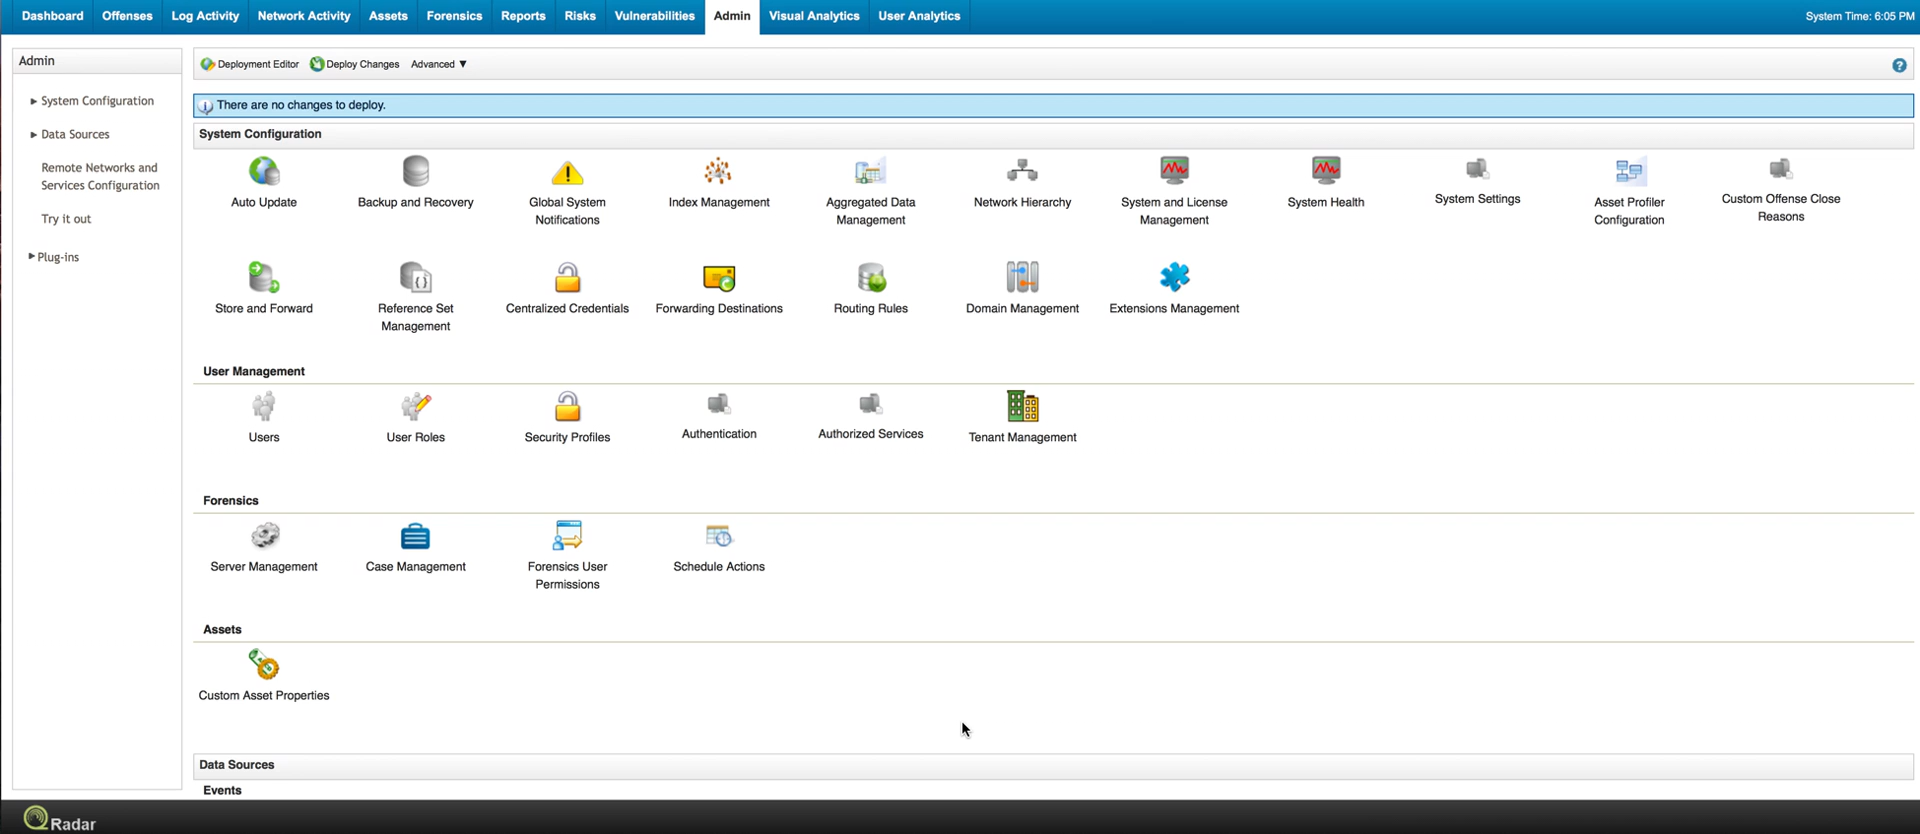 Dashboard Offenses Log Activity Network Activity Assets Forensics Reports Risks Vulnerabilities Admin Visual Analytics User Analytics System Time: 6:05 PM
Admin
System Configuration
Data Sources
Remote Networks and
Services Configuration
Try it out
Plug-ins
Deployment Editor Deploy Changes Advanced ▼
There are no changes to deploy.
System Configuration
Auto Update
Backup and Recovery
Global System
Notifications
Index Management
Aggregated Data
Management
Network Hierarchy
System and License
Management
System Health
System Settings
Asset Profiler
Configuration
Custom Offense Close
Reasons
Store and Forward
Reference Set
Management
Centralized Credentials
Forwarding Destinations
Routing Rules
Domain Management
Extensions Management
User Management
Users
User Roles
Security Profiles
Authentication
Authorized Services
Tenant Management
Forensics
Server Management
Case Management
Forensics User
Permissions
Schedule Actions
Assets
Custom Asset Properties
Data Sources
Events
QRadar